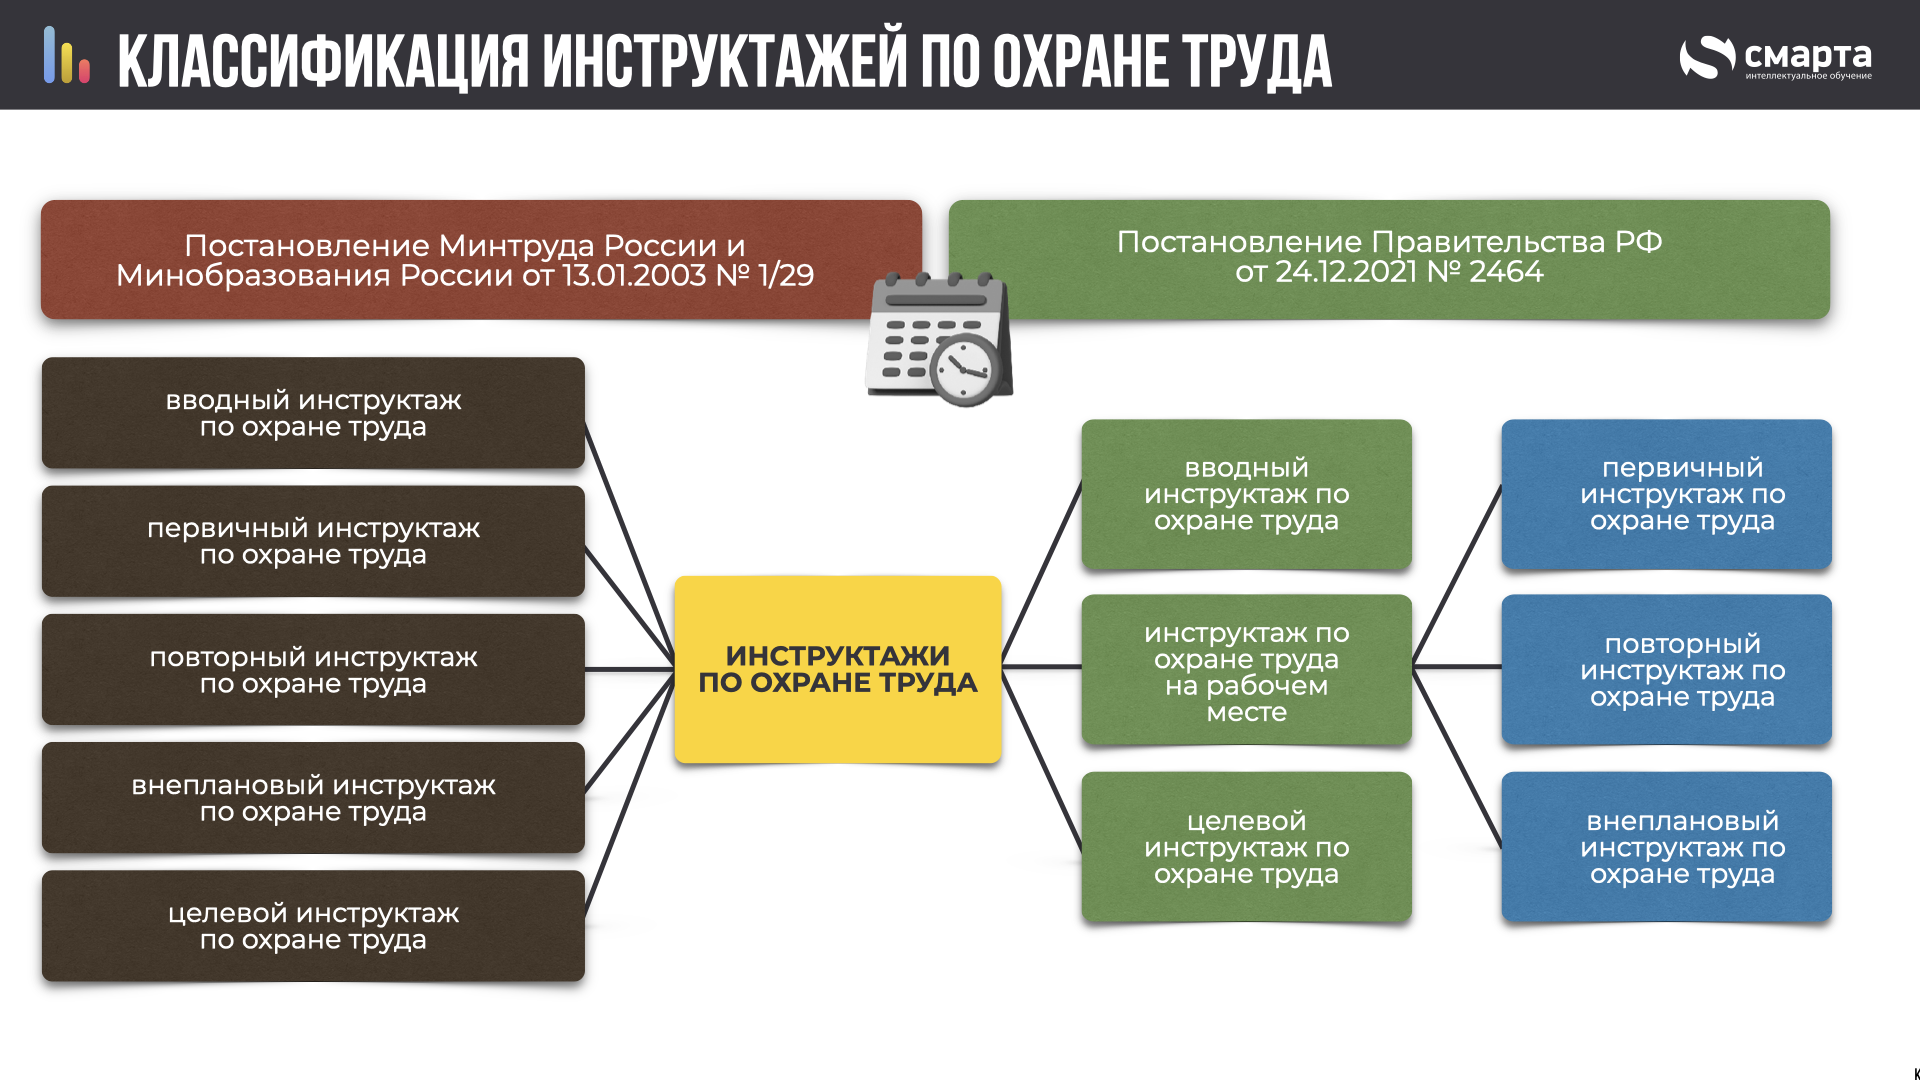 КЛАССИФИКАЦИЯ ИНСТРУКТАЖЕЙ ПО ОХРАНЕ ТРУДА
смарта
интеллектуальное обучение
Постановление Минтруда России и
Минобразования России от 13.01.2003 № 1/29
Постановление Правительства РФ
от 24.12.2021 № 2464
вводный инструктаж
по охране труда
первичный инструктаж
по охране труда
повторный инструктаж
по охране труда
внеплановый инструктаж
по охране труда
целевой инструктаж
по охране труда
ИНСТРУКТАЖИ
ПО ОХРАНЕ ТРУДА
вводный
инструктаж по
охране труда
инструктаж по
охране труда
на рабочем
месте
целевой
инструктаж по
охране труда
первичный
инструктаж по
охране труда
повторный
инструктаж по
охране труда
внеплановый
инструктаж по
охране труда